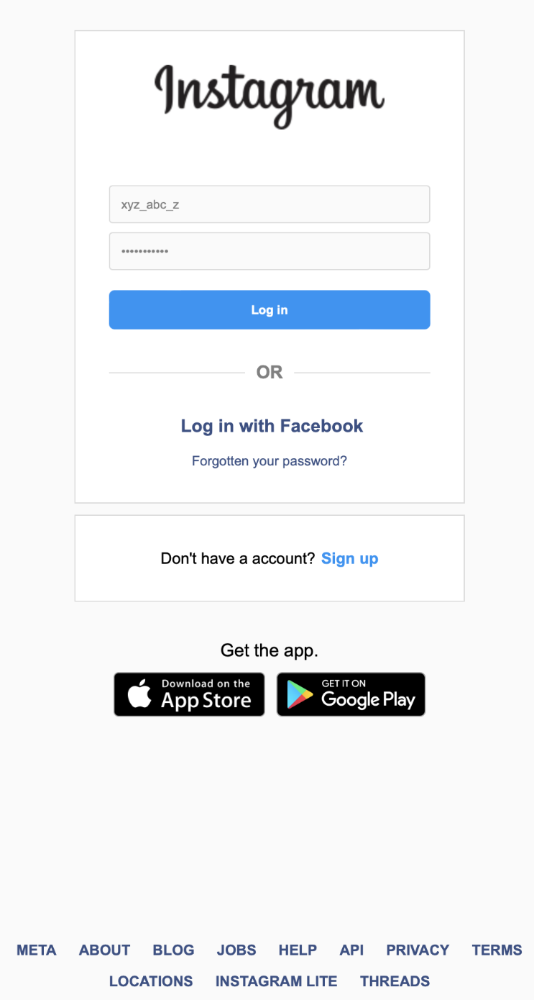 Instagram
xyz_abc_z
•••••••••••
Log in
OR
Log in with Facebook
Forgotten your password?
Don't have a account? Sign up
Get the app.
Download on the
App Store
GET IT ON
Google Play
META ABOUT BLOG JOBS HELP API PRIVACY TERMS
LOCATIONS INSTAGRAM LITE THREADS